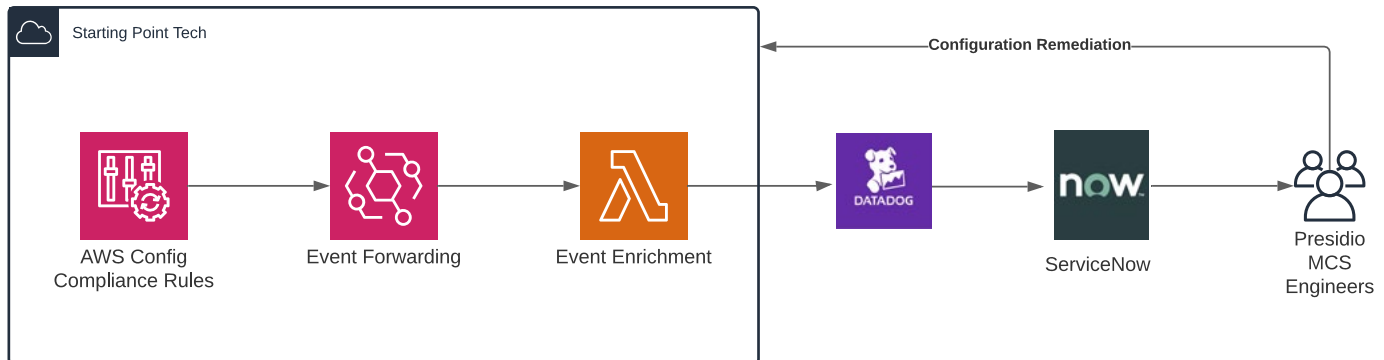 Starting Point Tech
Configuration Remediation
AWS Config
Compliance Rules
Event Forwarding
Event Enrichment
DATADOG
now
ServiceNow
Presidio
MCS
Engineers